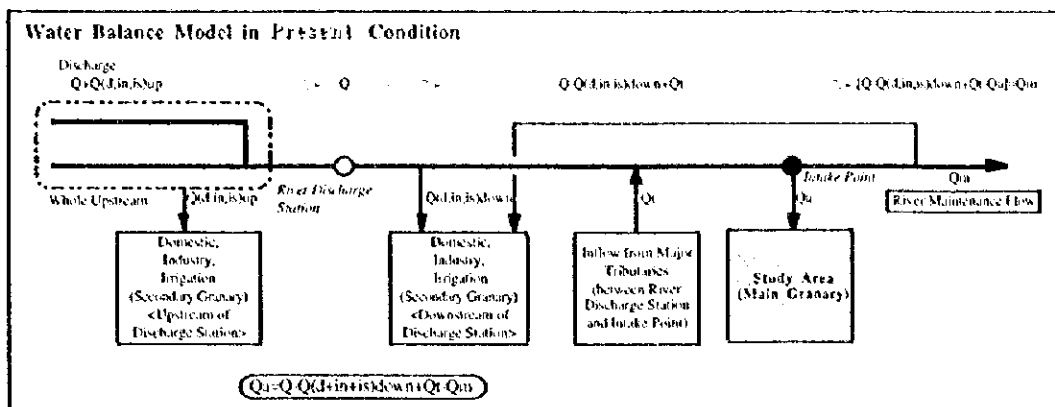 Water Balance Model in Present Condition
Discharge
Q+Q(d,in,is)up
Q
Q-Q(d,in,is)down+Qt
Whole Upstream
Q(d,in,is)up
River Discharge
Station
Q(d,in,is)down
Qt
Intake Point
Qa
Qm
River Maintenance Flow
Domestic,
Industry,
Irrigation
(Secondary Granary)
<Upstream of
Discharge Station>
Domestic,
Industry,
Irrigation
(Secondary Granary)
<Downstream of
Discharge Station>
Inflow from Major
Tributaries
(between River
Discharge Station
and Intake Point)
Study Area
(Main Granary)
Qa=Q-Q(d+in+is)down+Qt-Qm